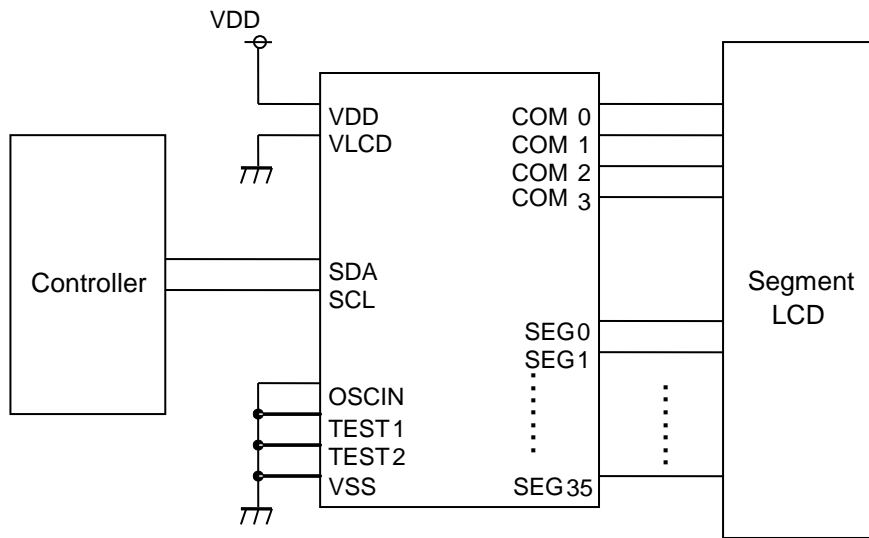 VDD
VDD
VLCD
SDA
SCL
OSCIN
TEST1
TEST2
VSS
COM 0
COM 1
COM 2
COM 3
SEG0
SEG1
SEG35
Controller
Segment
LCD